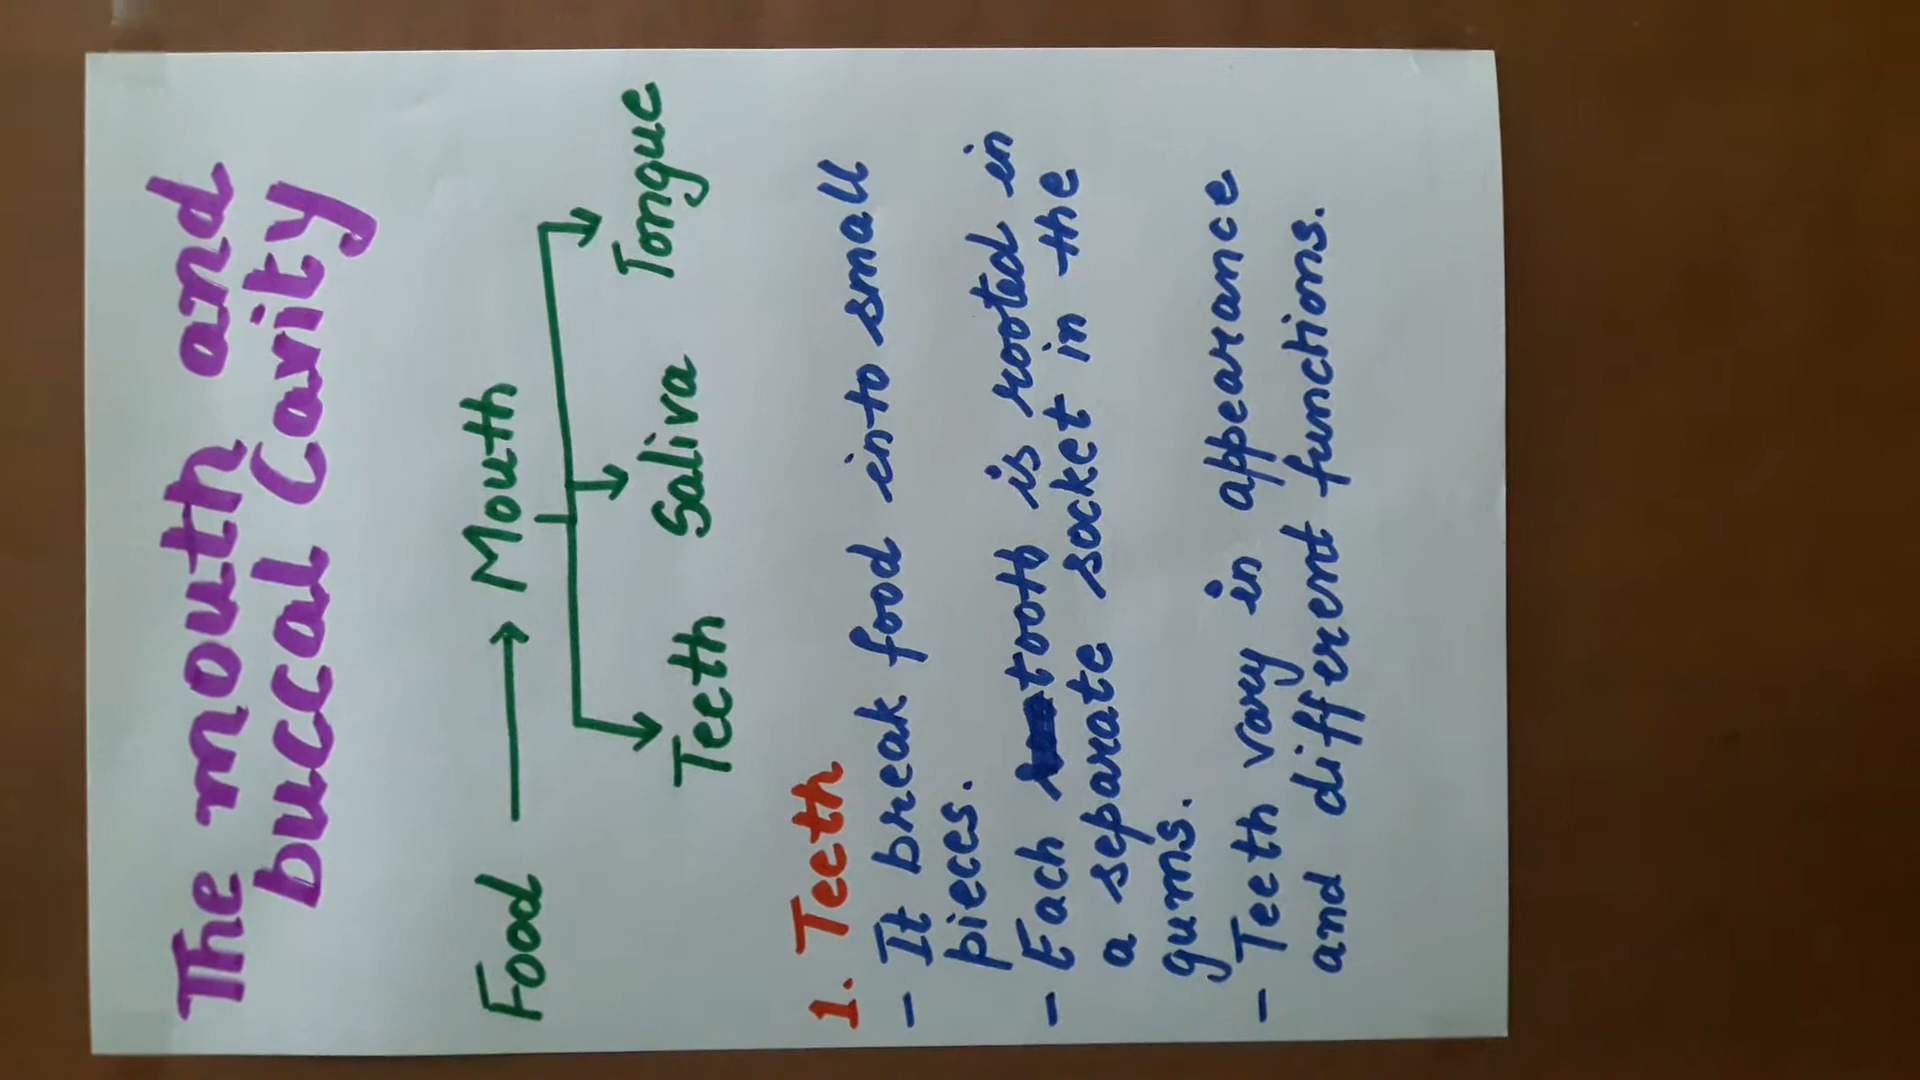 The mouth and
buccal Cavity
Food → Mouth
Teeth Saliva Tongue
1. Teeth
- It break food into small
pieces.
- Each tooth is rooted in
a separate socket in the
gums.
- Teeth vary in appearance
and different functions.